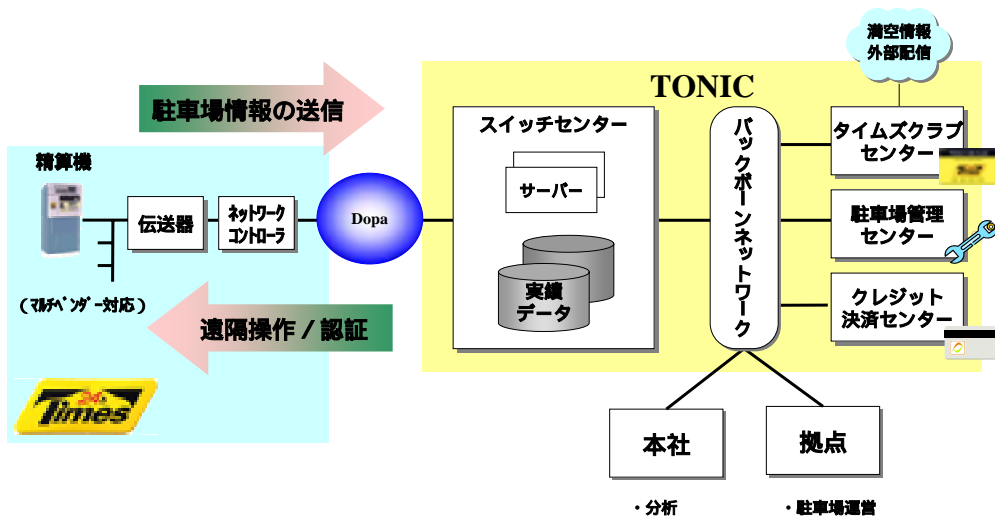 満空情報
外部配信
TONIC
駐車場情報の送信
スイッチセンター
サーバー
実績
データ
バックボーンネットワーク
タイムズクラブ
センター
駐車場管理
センター
クレジット
決済センター
精算機
伝送器
ネットワーク
コントローラ
Dopa
(マルチベンダー対応)
遠隔操作 / 認証
24h
Times
本社
拠点
・分析
・駐車場運営